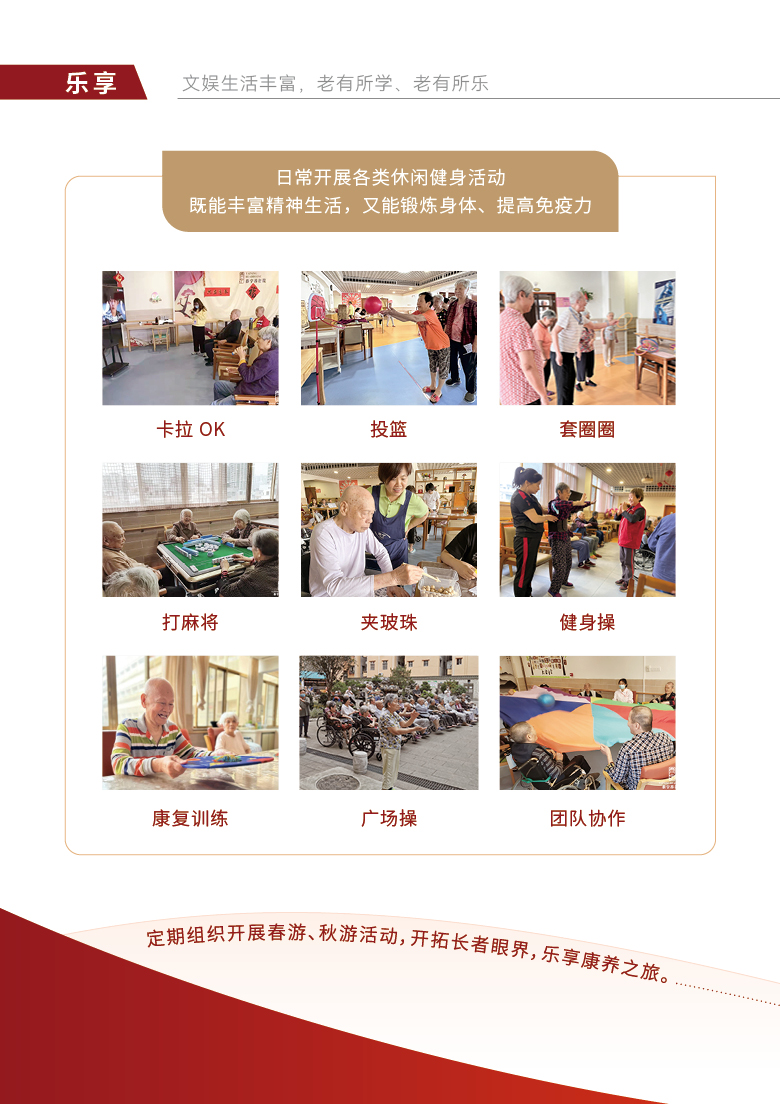 乐享
文娱生活丰富，老有所学、老有所乐
日常开展各类休闲健身活动
既能丰富精神生活，又能锻炼身体、提高免疫力
卡拉 OK
投篮
套圈圈
打麻将
夹玻珠
健身操
康复训练
广场操
团队协作
定期组织开展春游、秋游活动，开拓长者眼界，乐享康养之旅。